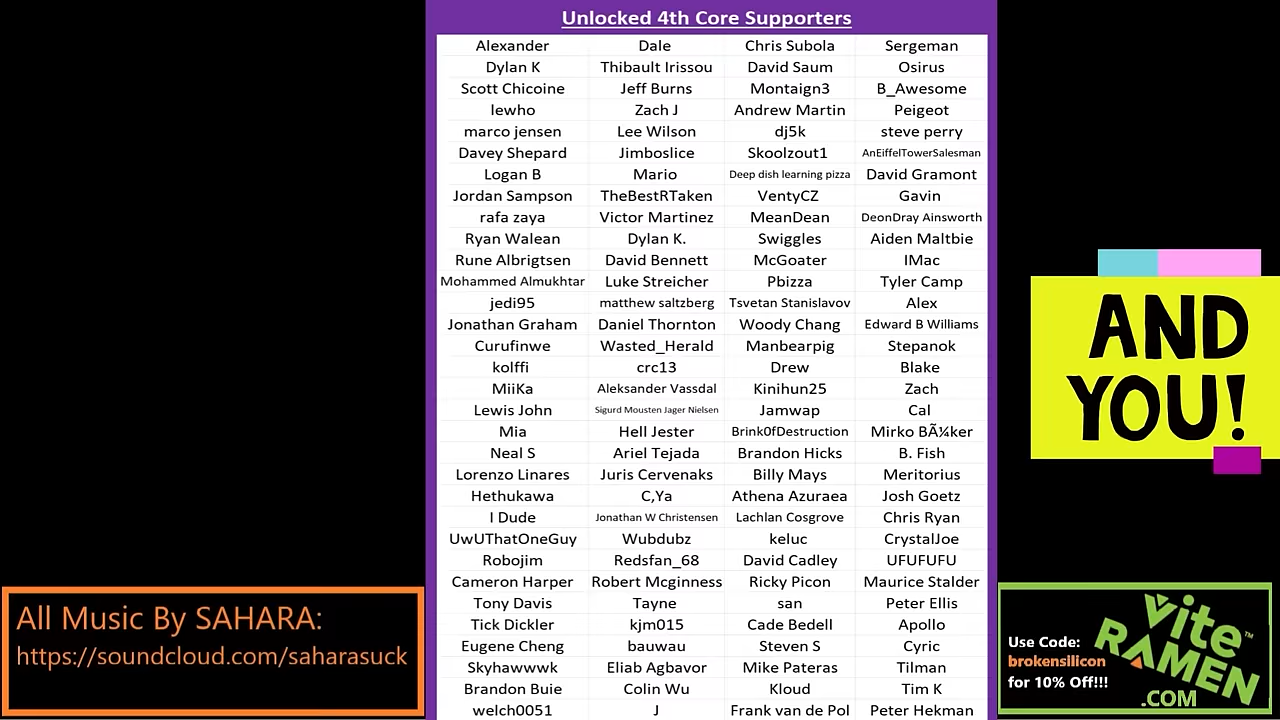 Unlocked 4th Core Supporters
Alexander Dale Chris Subola Sergeman
Dylan K Thibault Irissou David Saum Osirus
Scott Chicoine Jeff Burns Montaign3 B_Awesome
lewho Zach J Andrew Martin Peigeot
marco jensen Lee Wilson dj5k steve perry
Davey Shepard Jimboslice Skoolzout1 AnEiffelTowerSalesman
Logan B Mario Deep dish learning pizza David Gramont
Jordan Sampson TheBestRTaken VentyCZ Gavin
rafa zaya Victor Martinez MeanDean DeonDray Ainsworth
Ryan Walean Dylan K. Swiggles Aiden Maltbie
Rune Albrigtsen David Bennett McGoater IMac
Mohammed Almukhtar Luke Streicher Pbizza Tyler Camp
jedi95 matthew saltzberg Tsvetan Stanislavov Alex
Jonathan Graham Daniel Thornton Woody Chang Edward B Williams
Curufinwe Wasted_Herald Manbearpig Stepanok
kolffi crc13 Drew Blake
MiiKa Aleksander Vassdal Kinihun25 Zach
Lewis John Sigurd Mousten Jager Nielsen Jamwap Cal
Mia Hell Jester Brink0fDestruction Mirko BÃ¼ker
Neal S Ariel Tejada Brandon Hicks B. Fish
Lorenzo Linares Juris Cervenaks Billy Mays Meritorius
Hethukawa C,Ya Athena Azuraea Josh Goetz
I Dude Jonathan W Christensen Lachlan Cosgrove Chris Ryan
UwUThatOneGuy Wubdubz keluc CrystalJoe
Robojim Redsfan_68 David Cadley UFUFUFU
Cameron Harper Robert Mcginness Ricky Picon Maurice Stalder
Tony Davis Tayne san Peter Ellis
Tick Dickler kjm015 Cade Bedell Apollo
Eugene Cheng bauwau Steven S Cyric
Skyhawwwk Eliab Agbavor Mike Pateras Tilman
Brandon Buie Colin Wu Kloud Tim K
welch0051 J Frank van de Pol Peter Hekman
AND
YOU!
All Music By SAHARA:
https://soundcloud.com/saharasuck
Use Code:
brokensilicon
for 10% Off!!!
Vite™
RAMEN
.COM